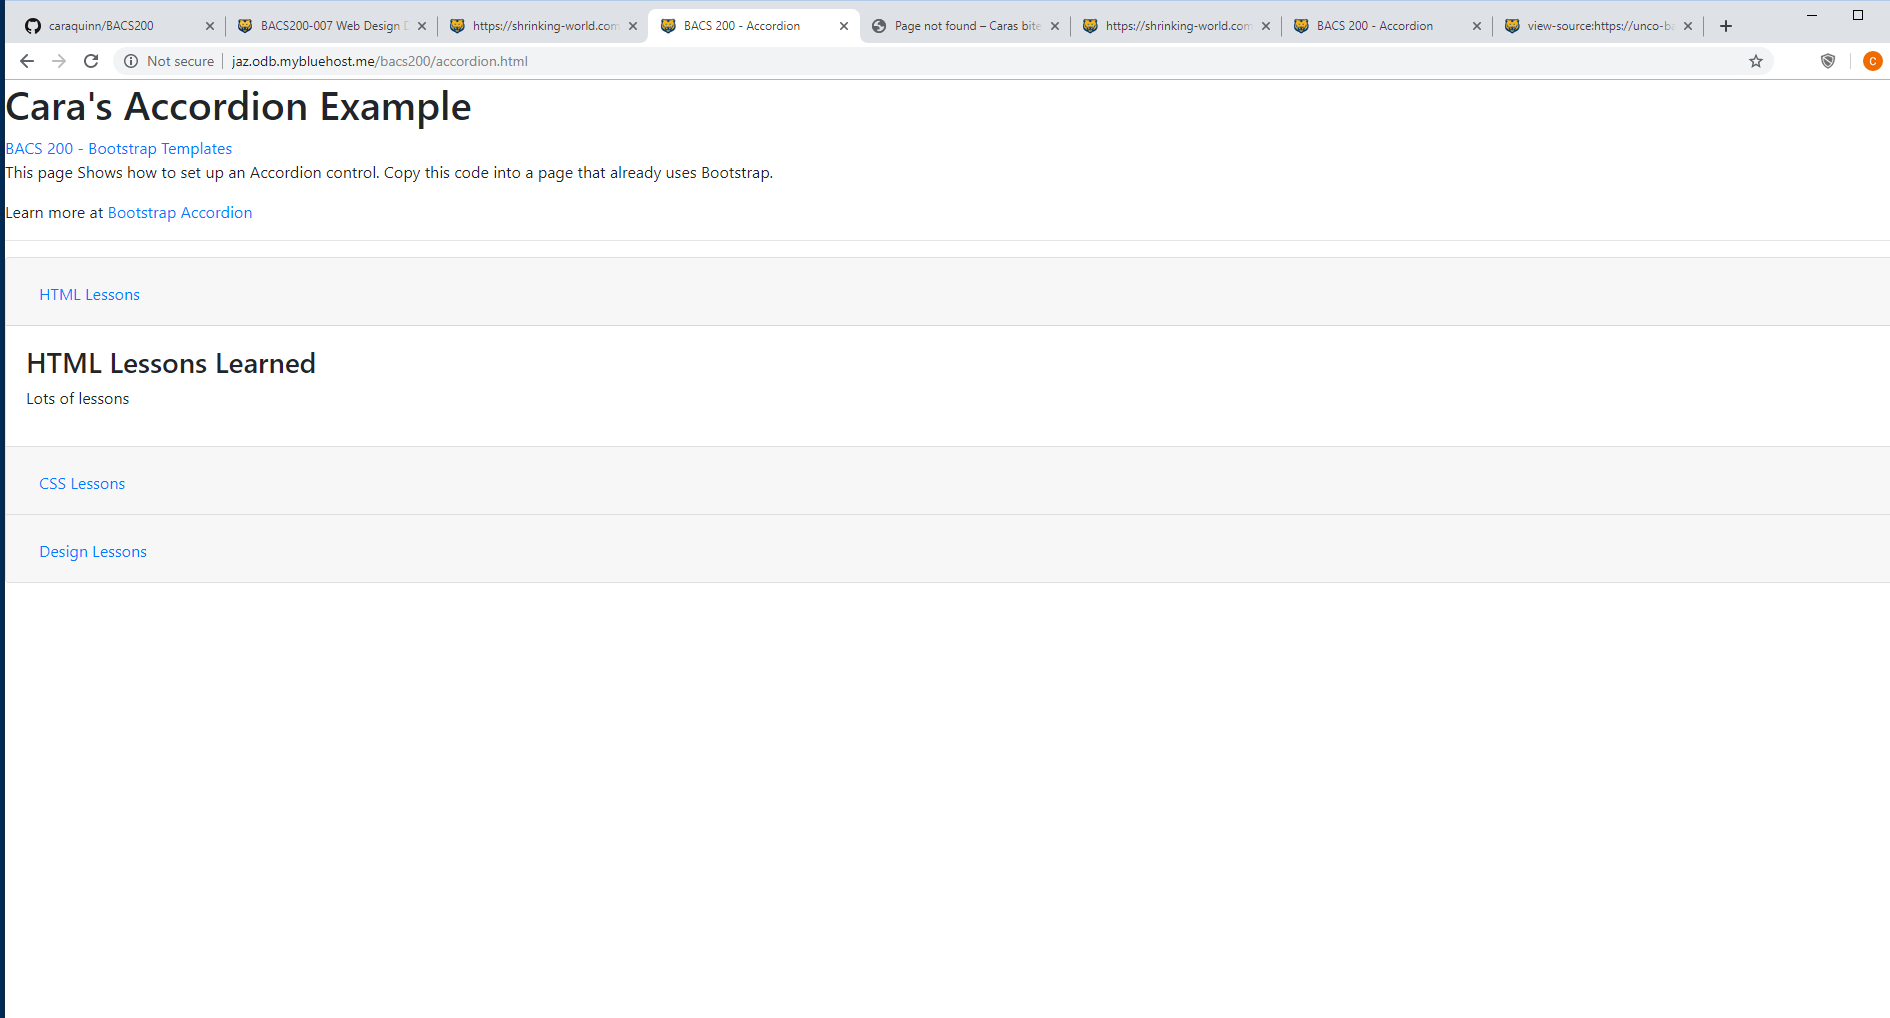 caraquinn/BACS200
BACS200-007 Web Design D
https://shrinking-world.com
BACS 200 - Accordion
Page not found – Caras bite
https://shrinking-world.com
BACS 200 - Accordion
view-source:https://unco-ba
Not secure
jaz.odb.mybluehost.me/bacs200/accordion.html
C
Cara's Accordion Example
BACS 200 - Bootstrap Templates
This page Shows how to set up an Accordion control. Copy this code into a page that already uses Bootstrap.
Learn more at Bootstrap Accordion
HTML Lessons
HTML Lessons Learned
Lots of lessons
CSS Lessons
Design Lessons